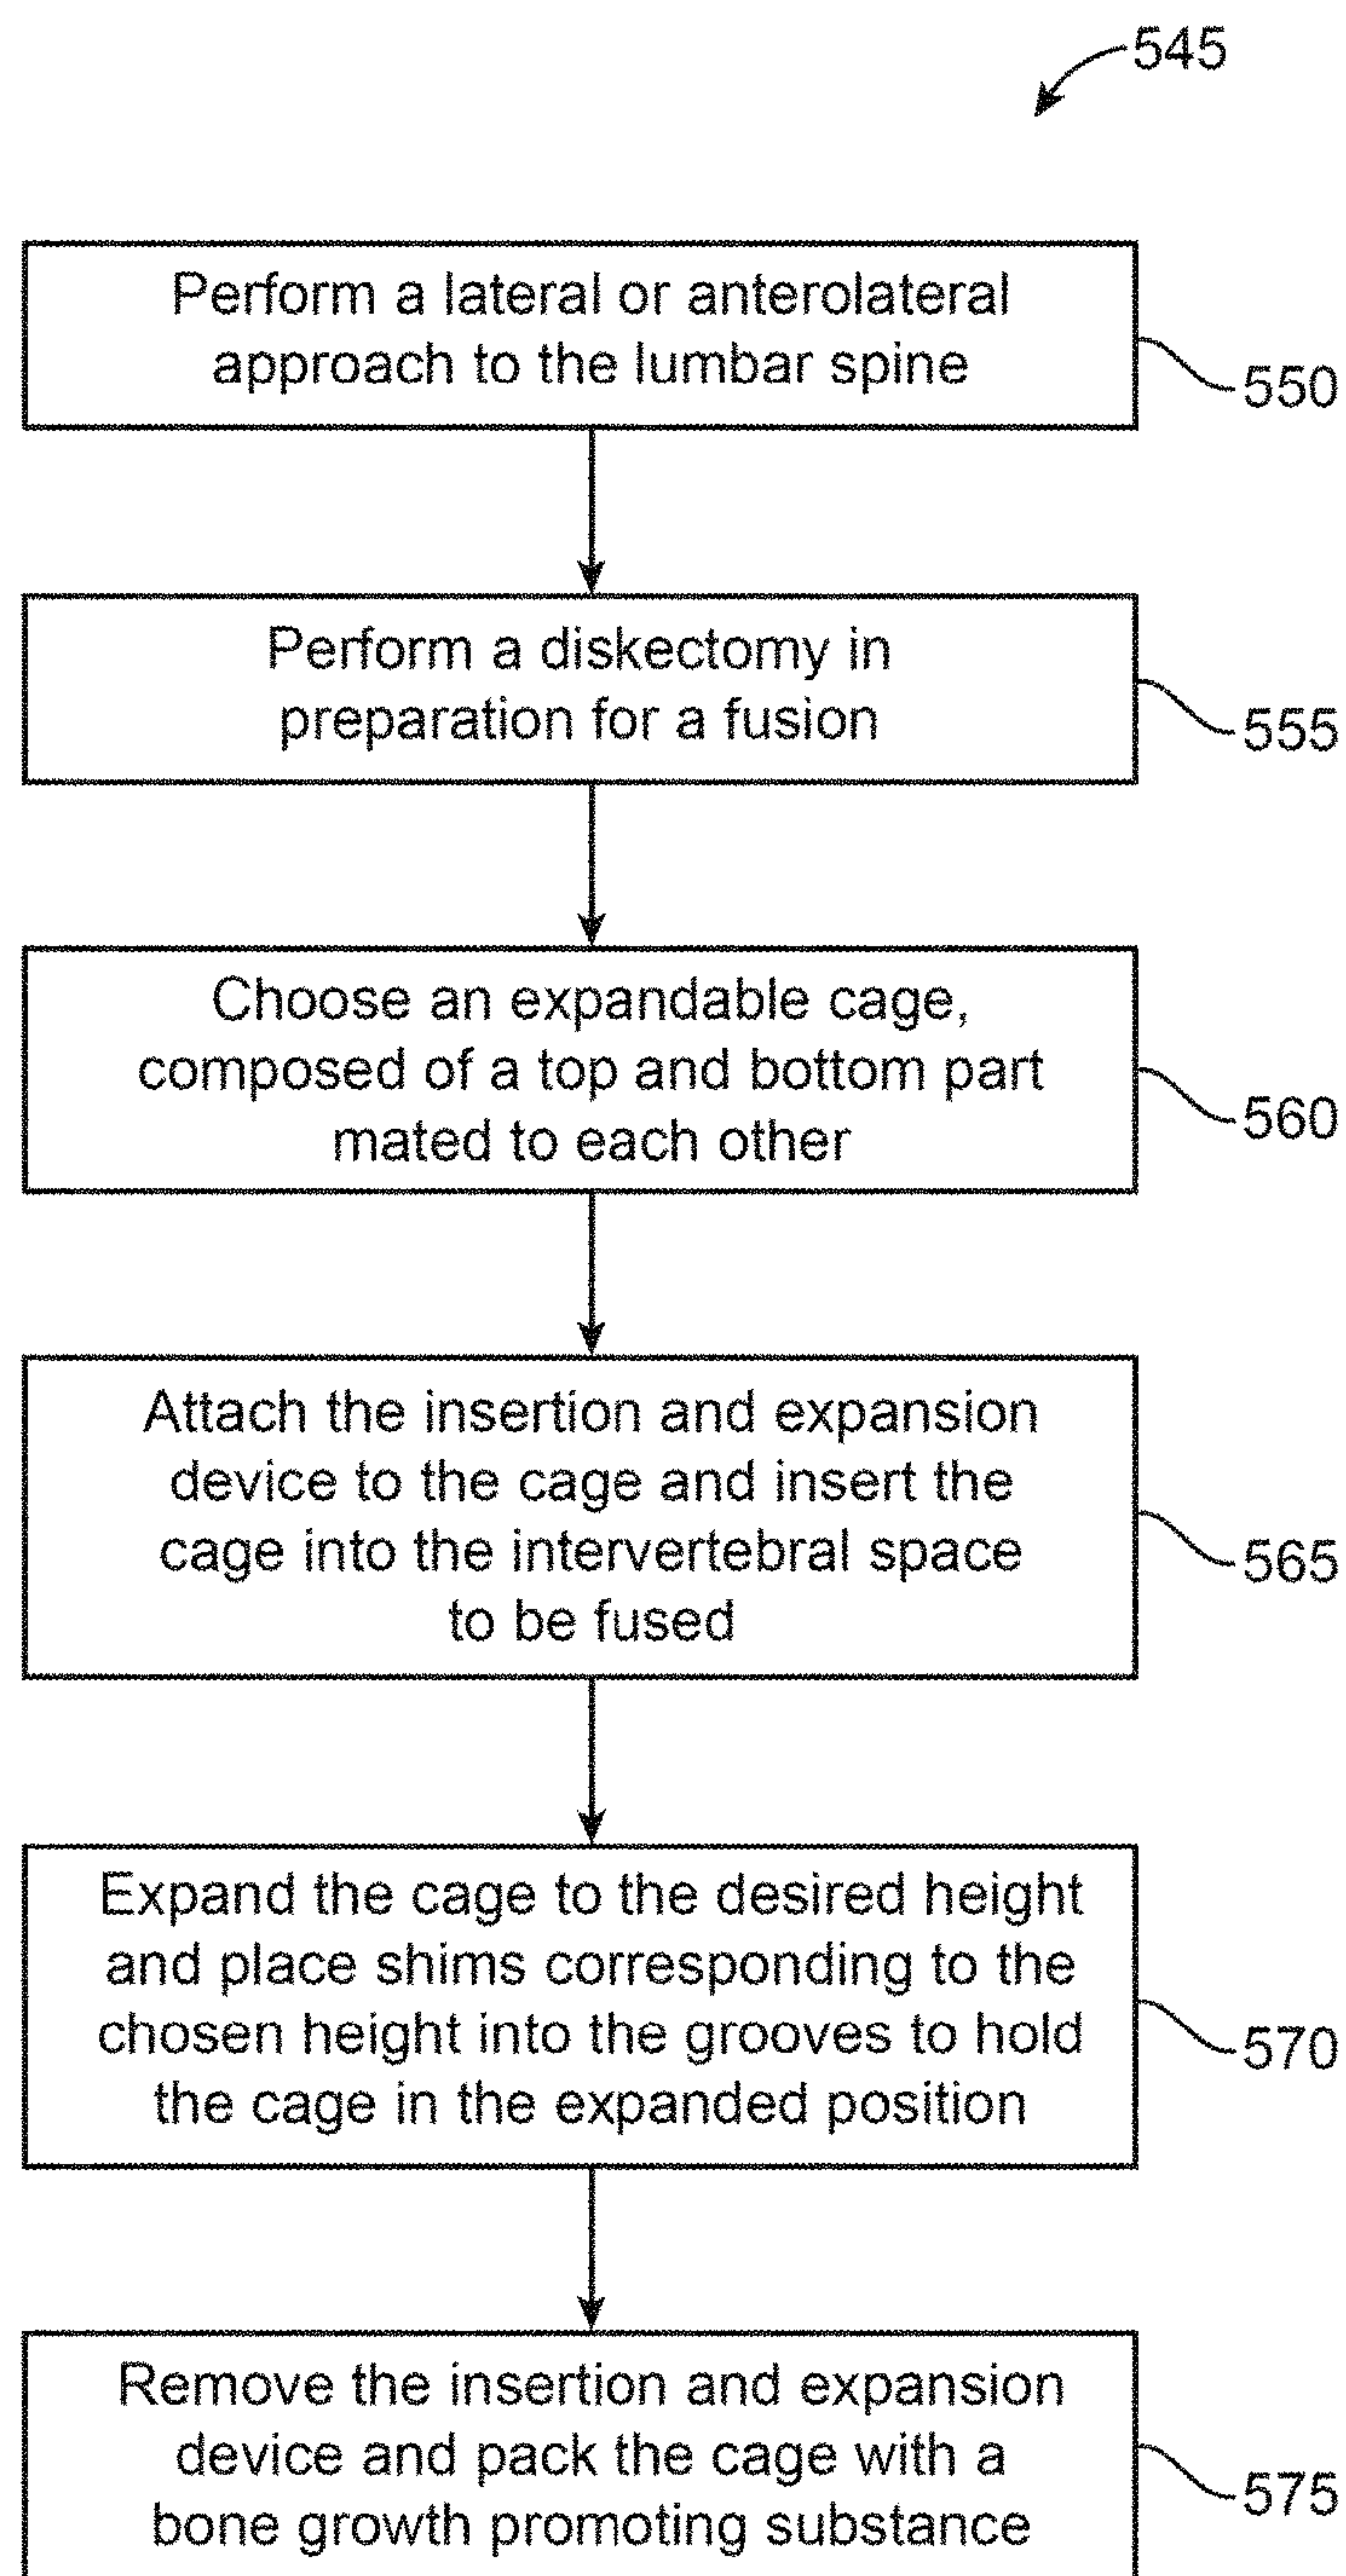 545
Perform a lateral or anterolateral
approach to the lumbar spine
550
Perform a diskectomy in
preparation for a fusion
555
Choose an expandable cage,
composed of a top and bottom part
mated to each other
560
Attach the insertion and expansion
device to the cage and insert the
cage into the intervertebral space
to be fused
565
Expand the cage to the desired height
and place shims corresponding to the
chosen height into the grooves to hold
the cage in the expanded position
570
Remove the insertion and expansion
device and pack the cage with a
bone growth promoting substance
575